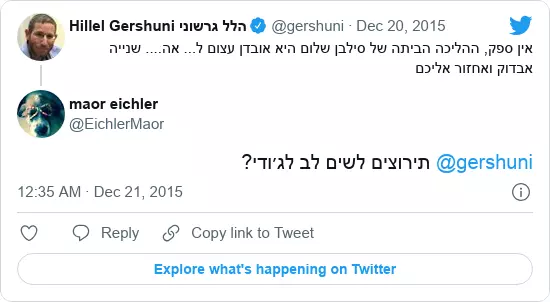 Hillel Gershuni הלל גרשוני @gershuni · Dec 20, 2015
אין ספק, ההליכה הביתה של סילבן שלום היא אובדן עצום ל... אה.... שנייה
אבדוק ואחזור אליכם
maor eichler
@EichlerMaor
@gershuni תירוצים לשים לב לג׳ודי?
12:35 AM · Dec 21, 2015
Reply
Copy link to Tweet
Explore what's happening on Twitter